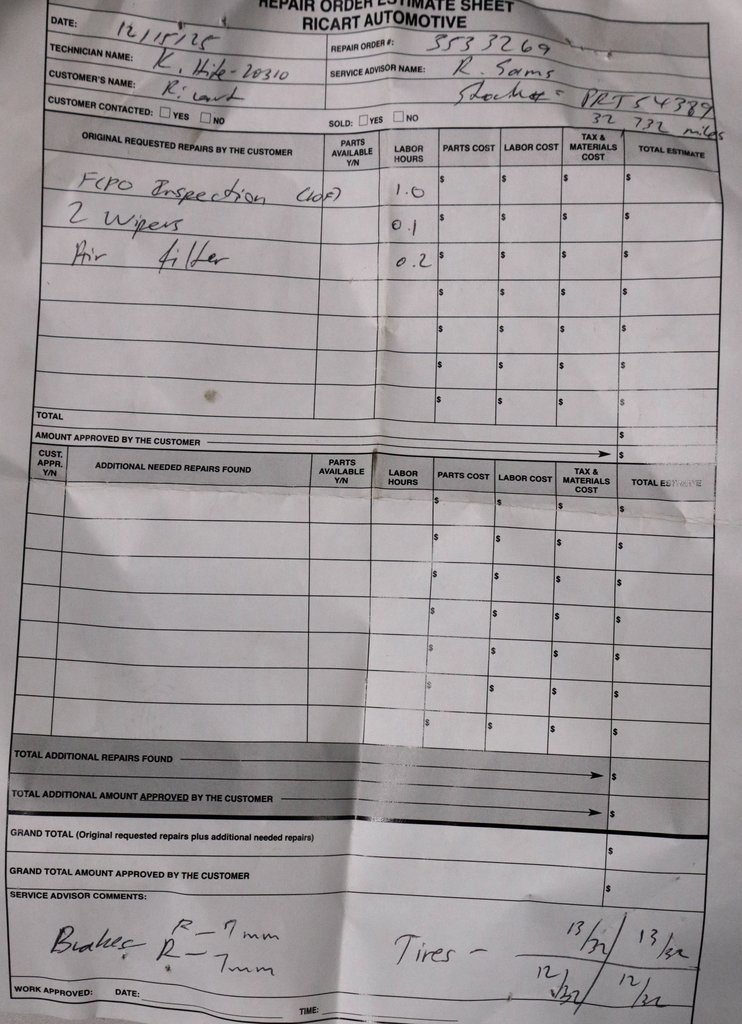 REPAIR ORDER ESTIMATE SHEET
RICART AUTOMOTIVE
DATE: 12/15/25
REPAIR ORDER #: 3533269
TECHNICIAN NAME: K. Hite-20310
SERVICE ADVISOR NAME: R. Sams
CUSTOMER'S NAME: Ricart
Stock# - PRT54389
CUSTOMER CONTACTED: YES NO
SOLD: YES NO
32 732 miles
ORIGINAL REQUESTED REPAIRS BY THE CUSTOMER PARTS AVAILABLE Y/N LABOR HOURS PARTS COST LABOR COST TAX & MATERIALS COST TOTAL ESTIMATE
FCPO Inspection (LOF) 1.0 $ $ $ $
2 Wipers 0.1 $ $ $ $
Air filter 0.2 $ $ $ $
$ $ $ $
$ $ $ $
$ $ $ $
$ $ $ $
TOTAL $
AMOUNT APPROVED BY THE CUSTOMER $
CUST. APPR. Y/N ADDITIONAL NEEDED REPAIRS FOUND PARTS AVAILABLE Y/N LABOR HOURS PARTS COST LABOR COST TAX & MATERIALS COST TOTAL ESTIMATE
$ $ $ $
$ $ $ $
$ $ $ $
$ $ $ $
$ $ $ $
$ $ $ $
$ $ $ $
TOTAL ADDITIONAL REPAIRS FOUND $
TOTAL ADDITIONAL AMOUNT APPROVED BY THE CUSTOMER $
GRAND TOTAL (Original requested repairs plus additional needed repairs) $
GRAND TOTAL AMOUNT APPROVED BY THE CUSTOMER $
SERVICE ADVISOR COMMENTS:
Brakes- F - 7mm
R - 7mm
Tires - 13/32 13/32
12/32 12/32
WORK APPROVED: DATE:
TIME: